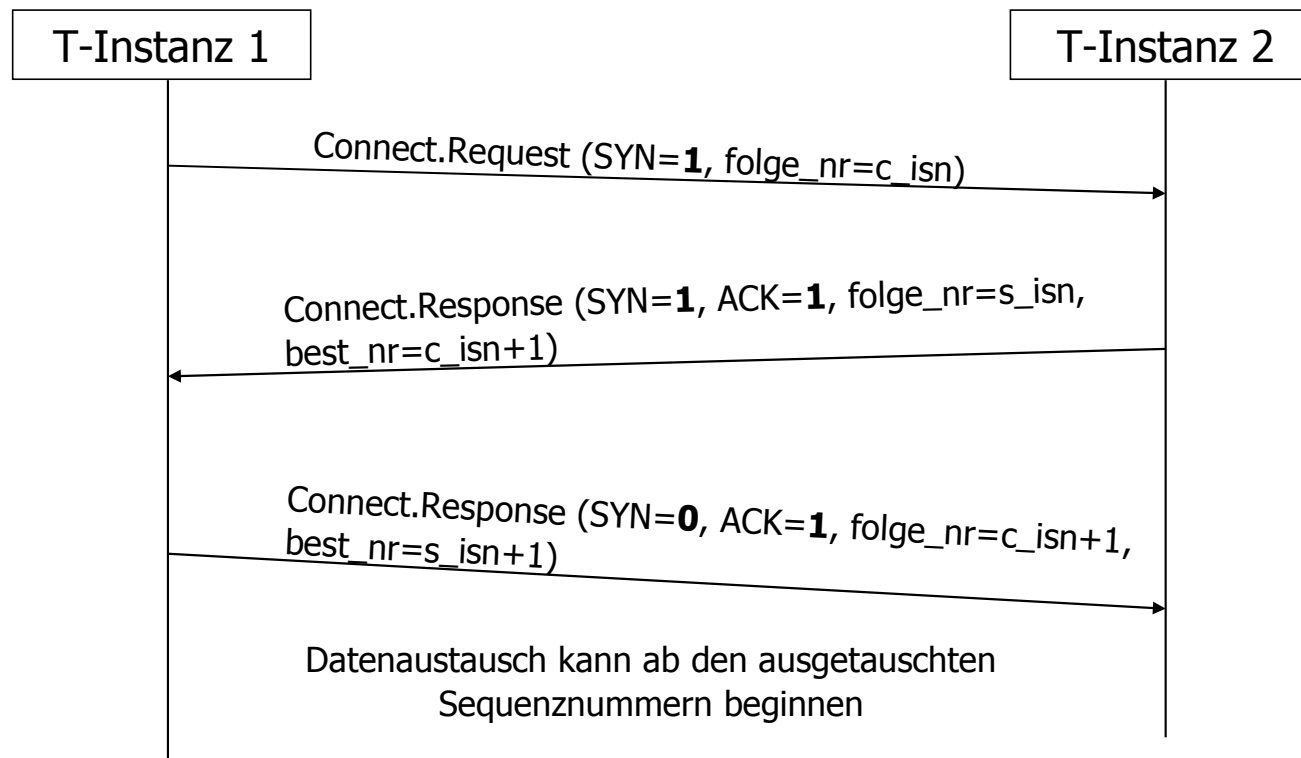 T-Instanz 1
T-Instanz 2
Connect.Request (SYN=1, folge_nr=c_isn)
Connect.Response (SYN=1, ACK=1, folge_nr=s_isn,
best_nr=c_isn+1)
Connect.Response (SYN=0, ACK=1, folge_nr=c_isn+1,
best_nr=s_isn+1)
Datenaustausch kann ab den ausgetauschten
Sequenznummern beginnen